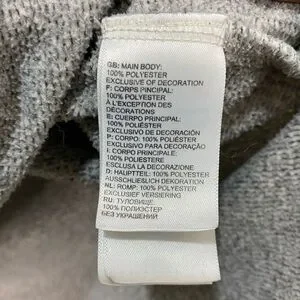 GB: MAIN BODY:
100% POLYESTER
EXCLUSIVE OF DECORATION
F: CORPS PINCIPAL:
100% POLYESTER
À L'EXCEPTION DES
DÉCORATIONS
E: CUERPO PRINCIPAL:
100% POLIÉSTER
EXCLUSIVO DE DECORACIÓN
P: CORPO PRINCIPAL:
100% POLIÉSTER
EXCLUSIVO PARA DECORAÇÃO
I: CORPO PRINCIPALE:
100% POLIESTERE
ESCLUSA LA DECORAZIONE
D: HAUPTTEIL: 100% POLYESTER
AUSSCHLIEßLICH DEKORATION
NL: ROMP: 100% POLYESTER
EXCLUSIEF VERSIERING
RU: ТУЛОВИЩЕ:
100% ПОЛИЭСТЕР
БЕЗ УКРАШЕНИЙ